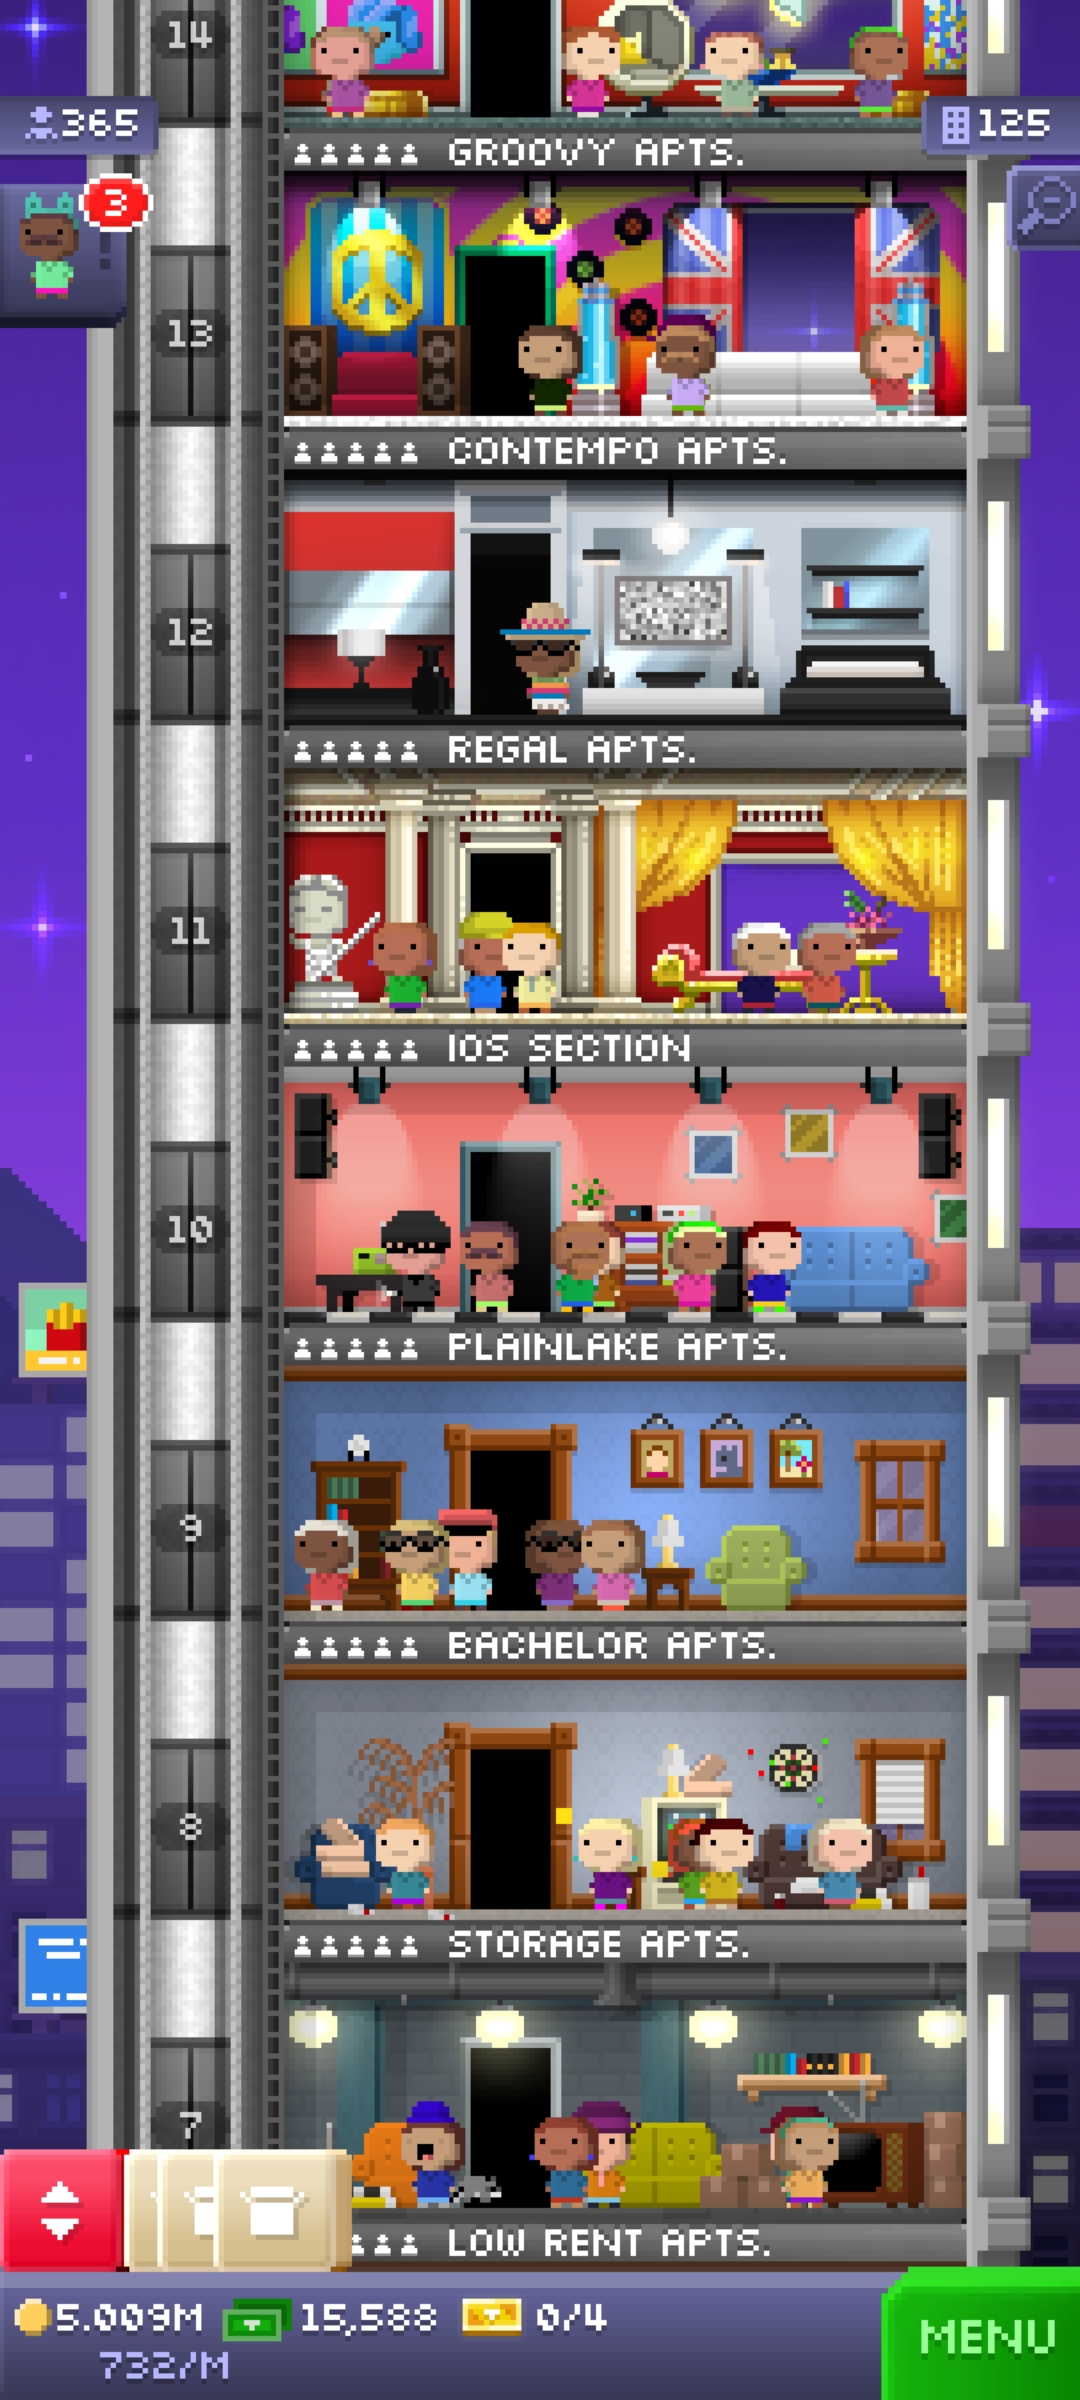 14
365
125
3
GROOVY APTS.
13
CONTEMPO APTS.
12
REGAL APTS.
11
IOS SECTION
10
PLAINLAKE APTS.
9
BACHELOR APTS.
8
STORAGE APTS.
7
LOW RENT APTS.
5.009M 15,588 0/4
732/M
MENU